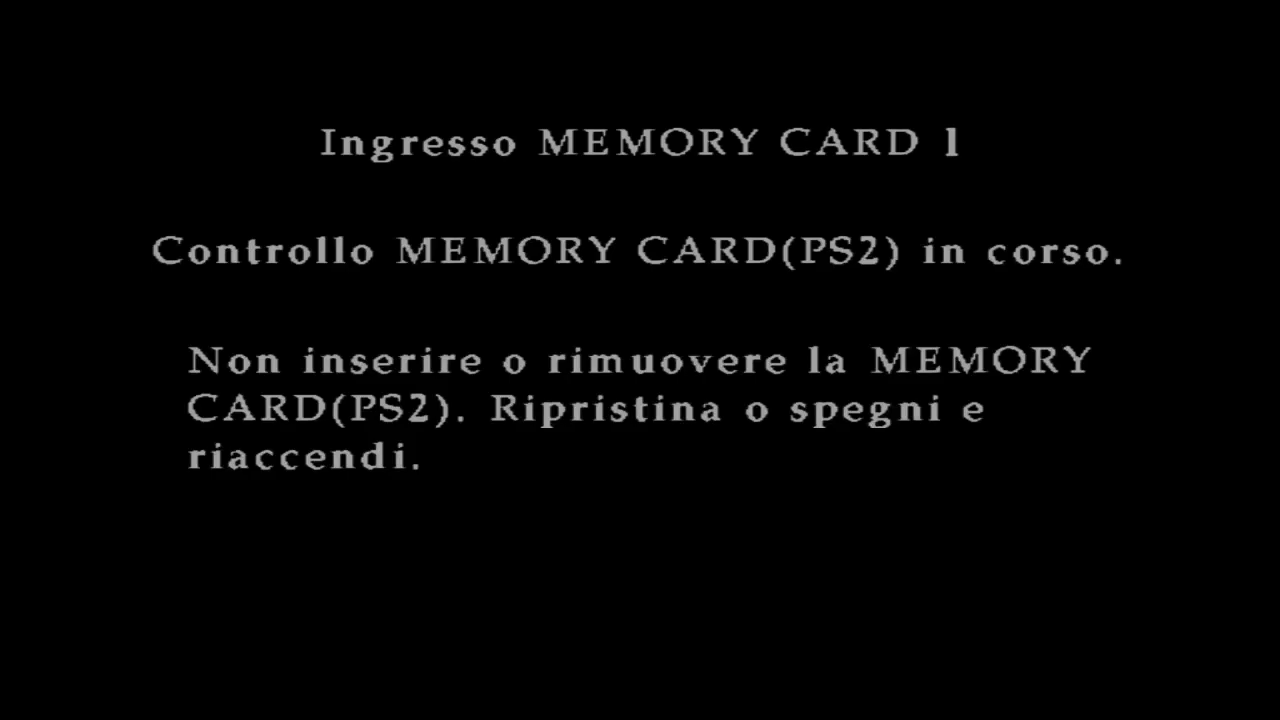 Ingresso MEMORY CARD 1
Controllo MEMORY CARD(PS2) in corso.
Non inserire o rimuovere la MEMORY
CARD(PS2). Ripristina o spegni e
riaccendi.